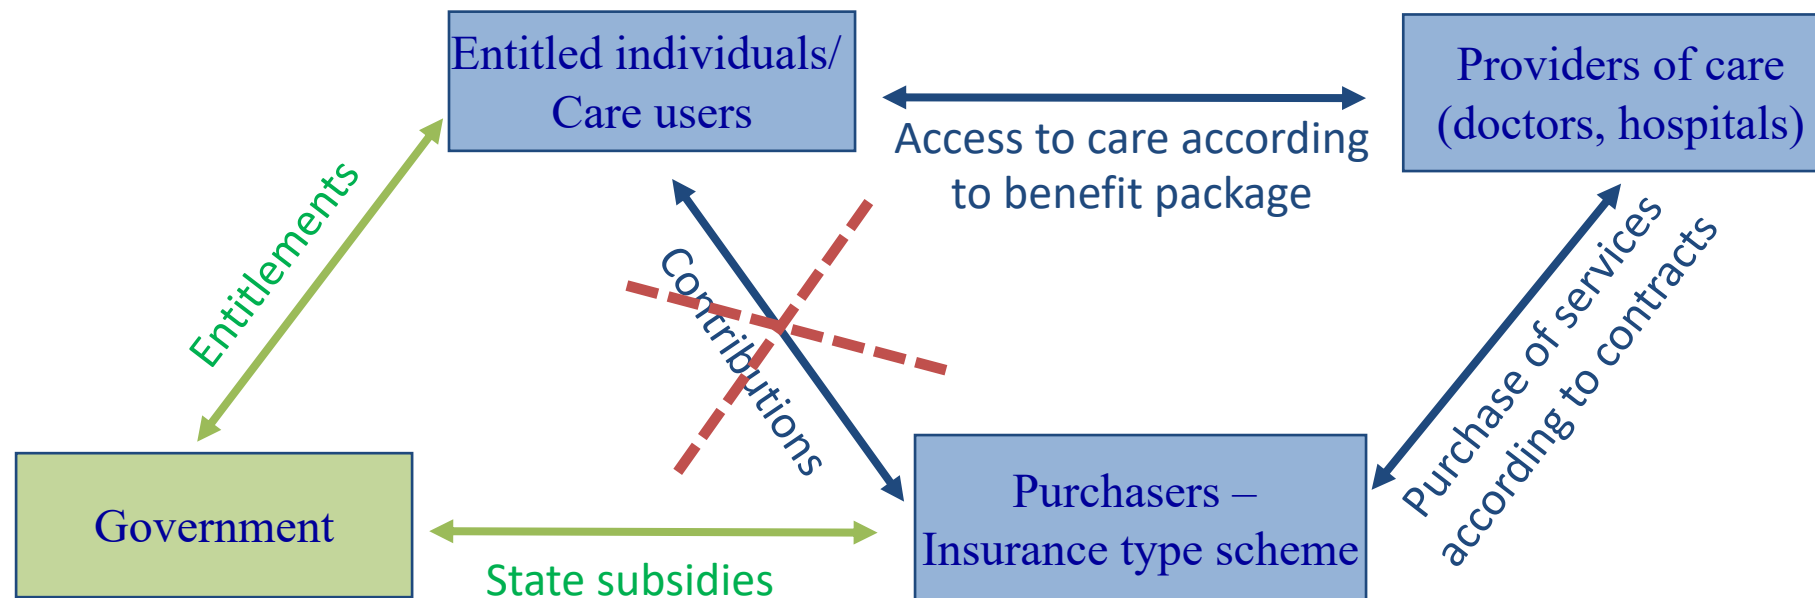 Entitled individuals/
Care users
Providers of care
(doctors, hospitals)
Access to care according
to benefit package
Entitlements
Contributions
Purchase of services
according to contracts
Government
State subsidies
Purchasers –
Insurance type scheme